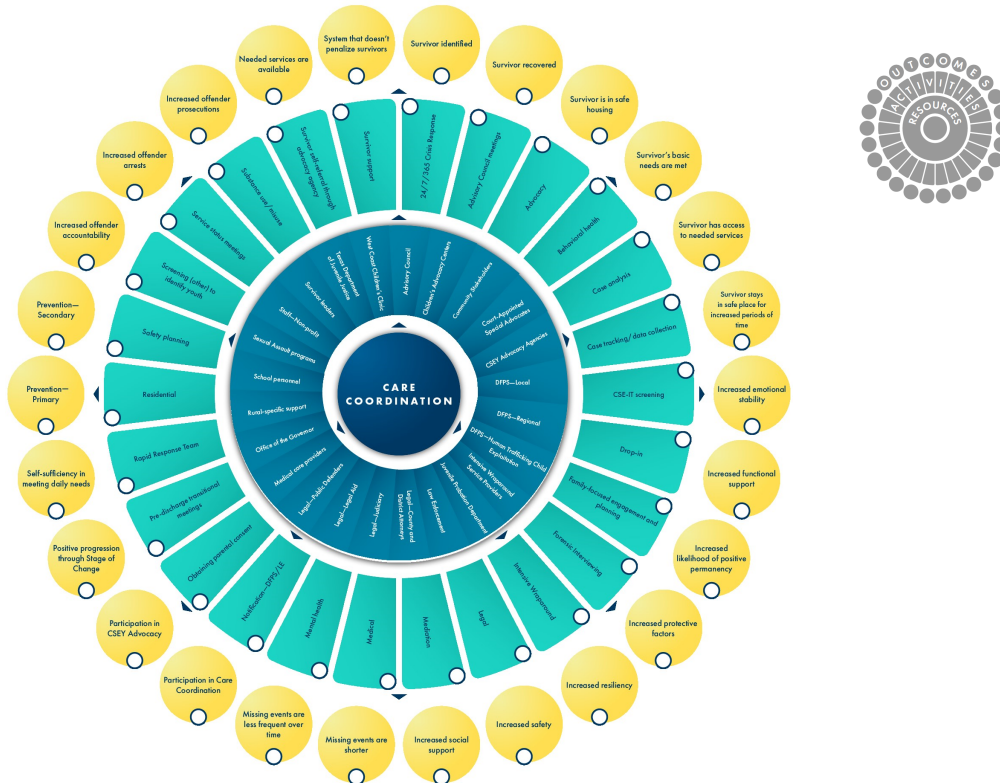 CARE
COORDINATION
Advisory Council
Children's Advocacy Centers
Community Stakeholders
Court-Appointed
Special Advocates
CSEY Advocacy Agencies
DFPS—Local
DFPS—Regional
DFPS—Human Trafficking Child
Exploitation
Intensive Wraparound
Service Providers
Juvenile Probation Department
Law Enforcement
Legal—County and
District Attorneys
Legal—Judiciary
Legal—Legal Aid
Legal—Public Defenders
Medical care providers
Office of the Governor
Rural-specific support
School personnel
Sexual Assault programs
Staff—Non-profit
Survivor leaders
Texas Department
of Juvenile Justice
West Coast Children's Clinic
24/7/365 Crisis Response
Advisory Council meetings
Advocacy
Behavioral health
Case analysis
Case tracking/data collection
CSE-IT screening
Drop-in
Family-focused engagement and
planning
Forensic Interviewing
Intensive Wraparound
Legal
Mediation
Medical
Mental health
Notification—DFPS/LE
Obtaining parental consent
Pre-discharge transitional
meetings
Rapid Response Team
Residential
Safety planning
Screening (other) to
identify youth
Service status meetings
Substance use/misuse
Survivor self-referral through
advocacy agency
Survivor support
Survivor identified
Survivor recovered
Survivor is in safe
housing
Survivor's basic
needs are met
Survivor has access
to needed services
Survivor stays
in safe place for
increased periods of
time
Increased emotional
stability
Increased functional
support
Increased
likelihood of positive
permanency
Increased protective
factors
Increased resiliency
Increased safety
Increased social
support
Missing events are
shorter
Missing events are
less frequent over
time
Participation in Care
Coordination
Participation in
CSEY Advocacy
Positive progression
through Stage of
Change
Self-sufficiency in
meeting daily needs
Prevention—
Primary
Prevention—
Secondary
Increased offender
accountability
Increased offender
arrests
Increased offender
prosecutions
Needed services are
available
System that doesn't
penalize survivors
OUTCOMES
ACTIVITIES
RESOURCES